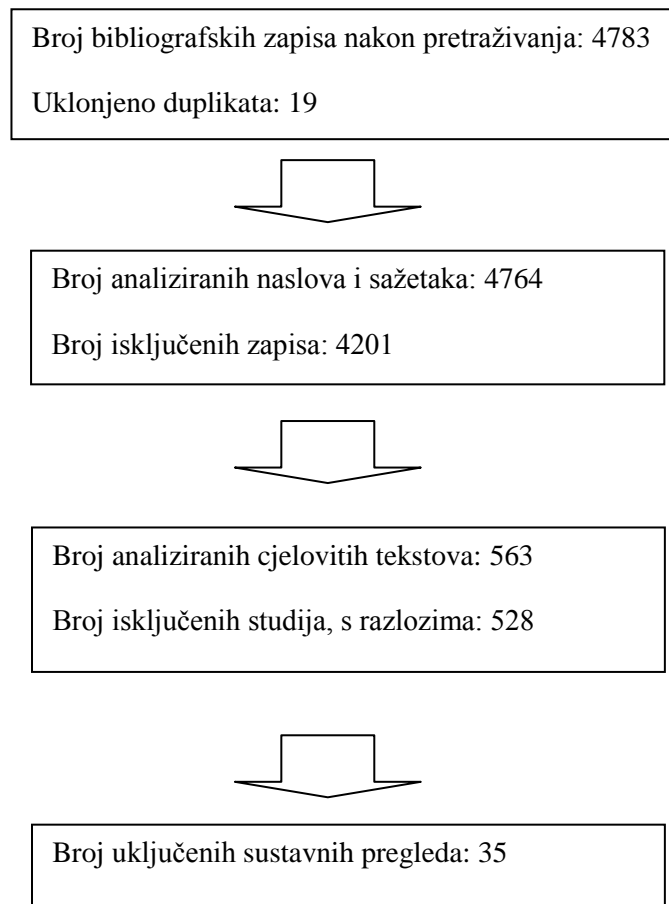 Broj bibliografskih zapisa nakon pretraživanja: 4783
Uklonjeno duplikata: 19
Broj analiziranih naslova i sažetaka: 4764
Broj isključenih zapisa: 4201
Broj analiziranih cjelovitih tekstova: 563
Broj isključenih studija, s razlozima: 528
Broj uključenih sustavnih pregleda: 35